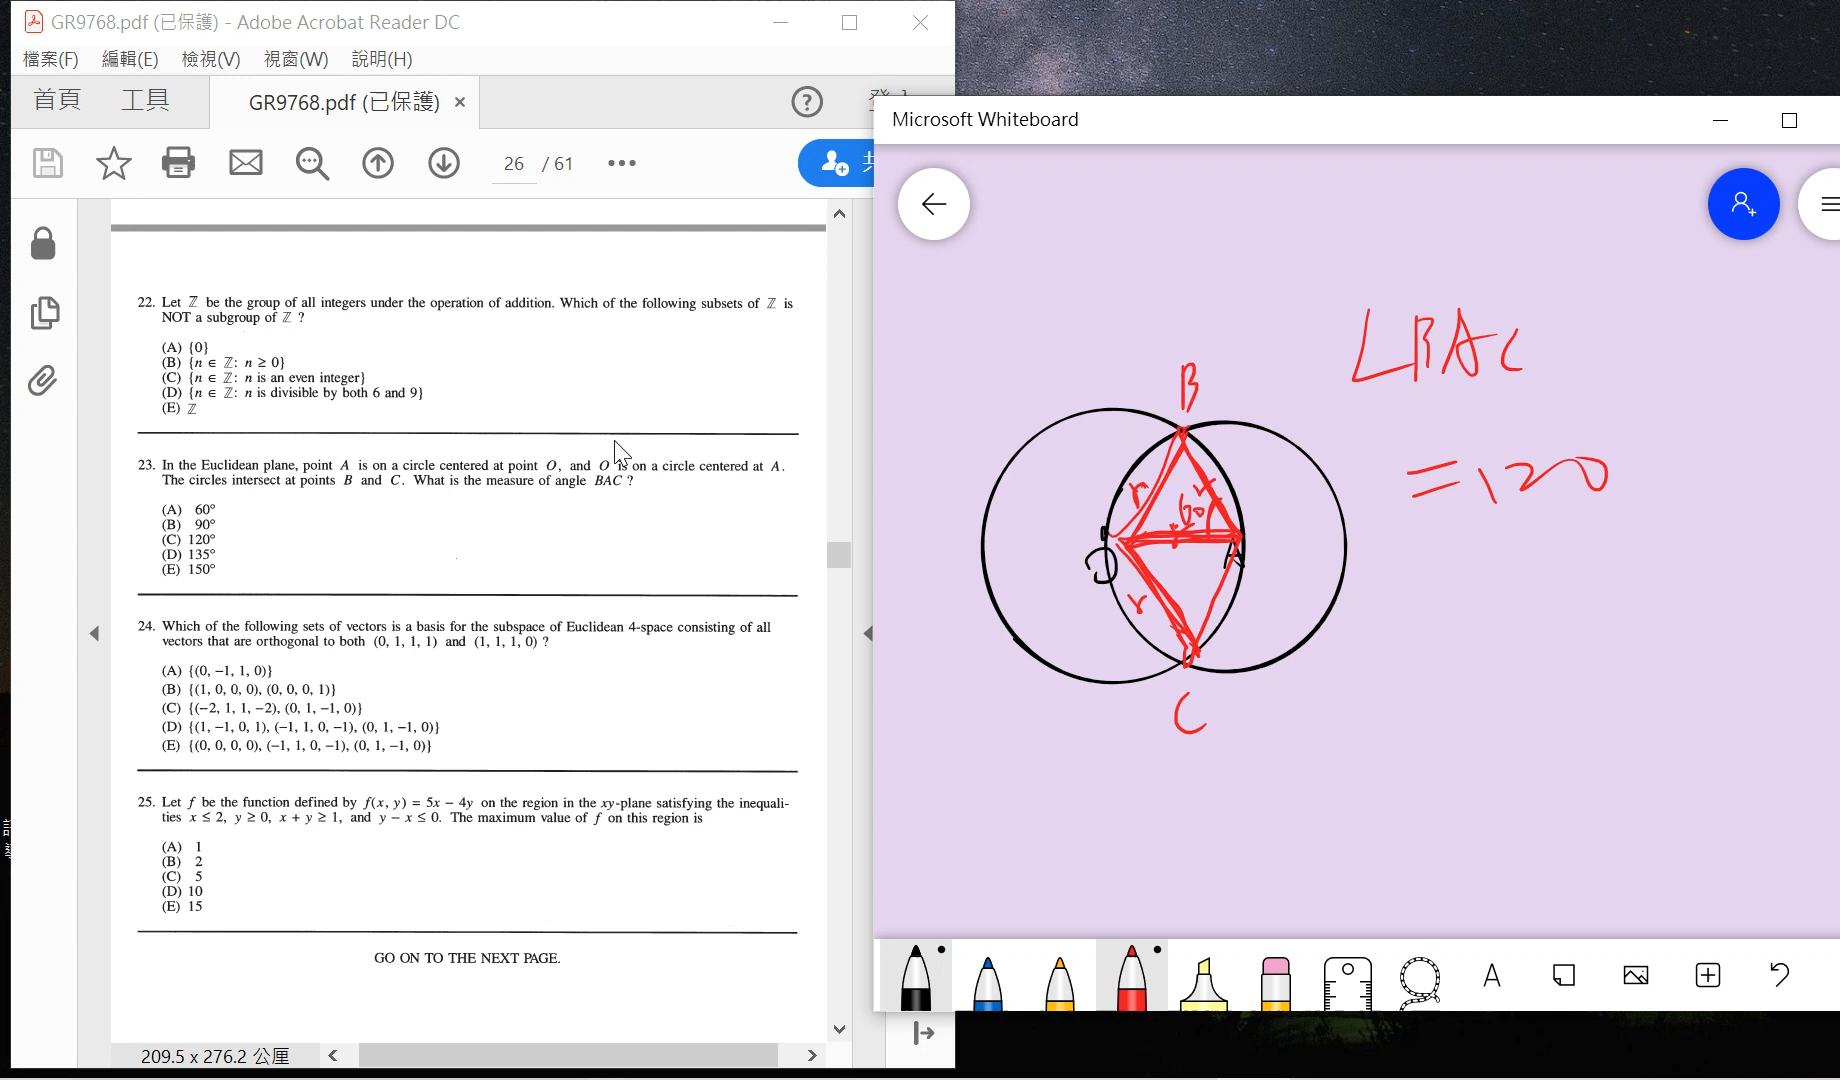 GR9768.pdf (已保護) - Adobe Acrobat Reader DC
檔案(F) 編輯(E) 檢視(V) 視窗(W) 說明(H)
首頁 工具 GR9768.pdf (已保護) ×
26 / 61
22. Let ℤ be the group of all integers under the operation of addition. Which of the following subsets of ℤ is
NOT a subgroup of ℤ ?
(A) {0}
(B) {n ∈ ℤ: n ≥ 0}
(C) {n ∈ ℤ: n is an even integer}
(D) {n ∈ ℤ: n is divisible by both 6 and 9}
(E) ℤ
23. In the Euclidean plane, point A is on a circle centered at point O, and O is on a circle centered at A.
The circles intersect at points B and C. What is the measure of angle BAC ?
(A) 60°
(B) 90°
(C) 120°
(D) 135°
(E) 150°
24. Which of the following sets of vectors is a basis for the subspace of Euclidean 4-space consisting of all
vectors that are orthogonal to both (0, 1, 1, 1) and (1, 1, 1, 0) ?
(A) {(0, −1, 1, 0)}
(B) {(1, 0, 0, 0), (0, 0, 0, 1)}
(C) {(−2, 1, 1, −2), (0, 1, −1, 0)}
(D) {(1, −1, 0, 1), (−1, 1, 0, −1), (0, 1, −1, 0)}
(E) {(0, 0, 0, 0), (−1, 1, 0, −1), (0, 1, −1, 0)}
25. Let f be the function defined by f(x, y) = 5x − 4y on the region in the xy-plane satisfying the inequali-
ties x ≤ 2, y ≥ 0, x + y ≥ 1, and y − x ≤ 0. The maximum value of f on this region is
(A) 1
(B) 2
(C) 5
(D) 10
(E) 15
GO ON TO THE NEXT PAGE.
209.5 x 276.2 公厘
Microsoft Whiteboard
∠BAC
= 120
B
r
r
60
O
A
r
C
A